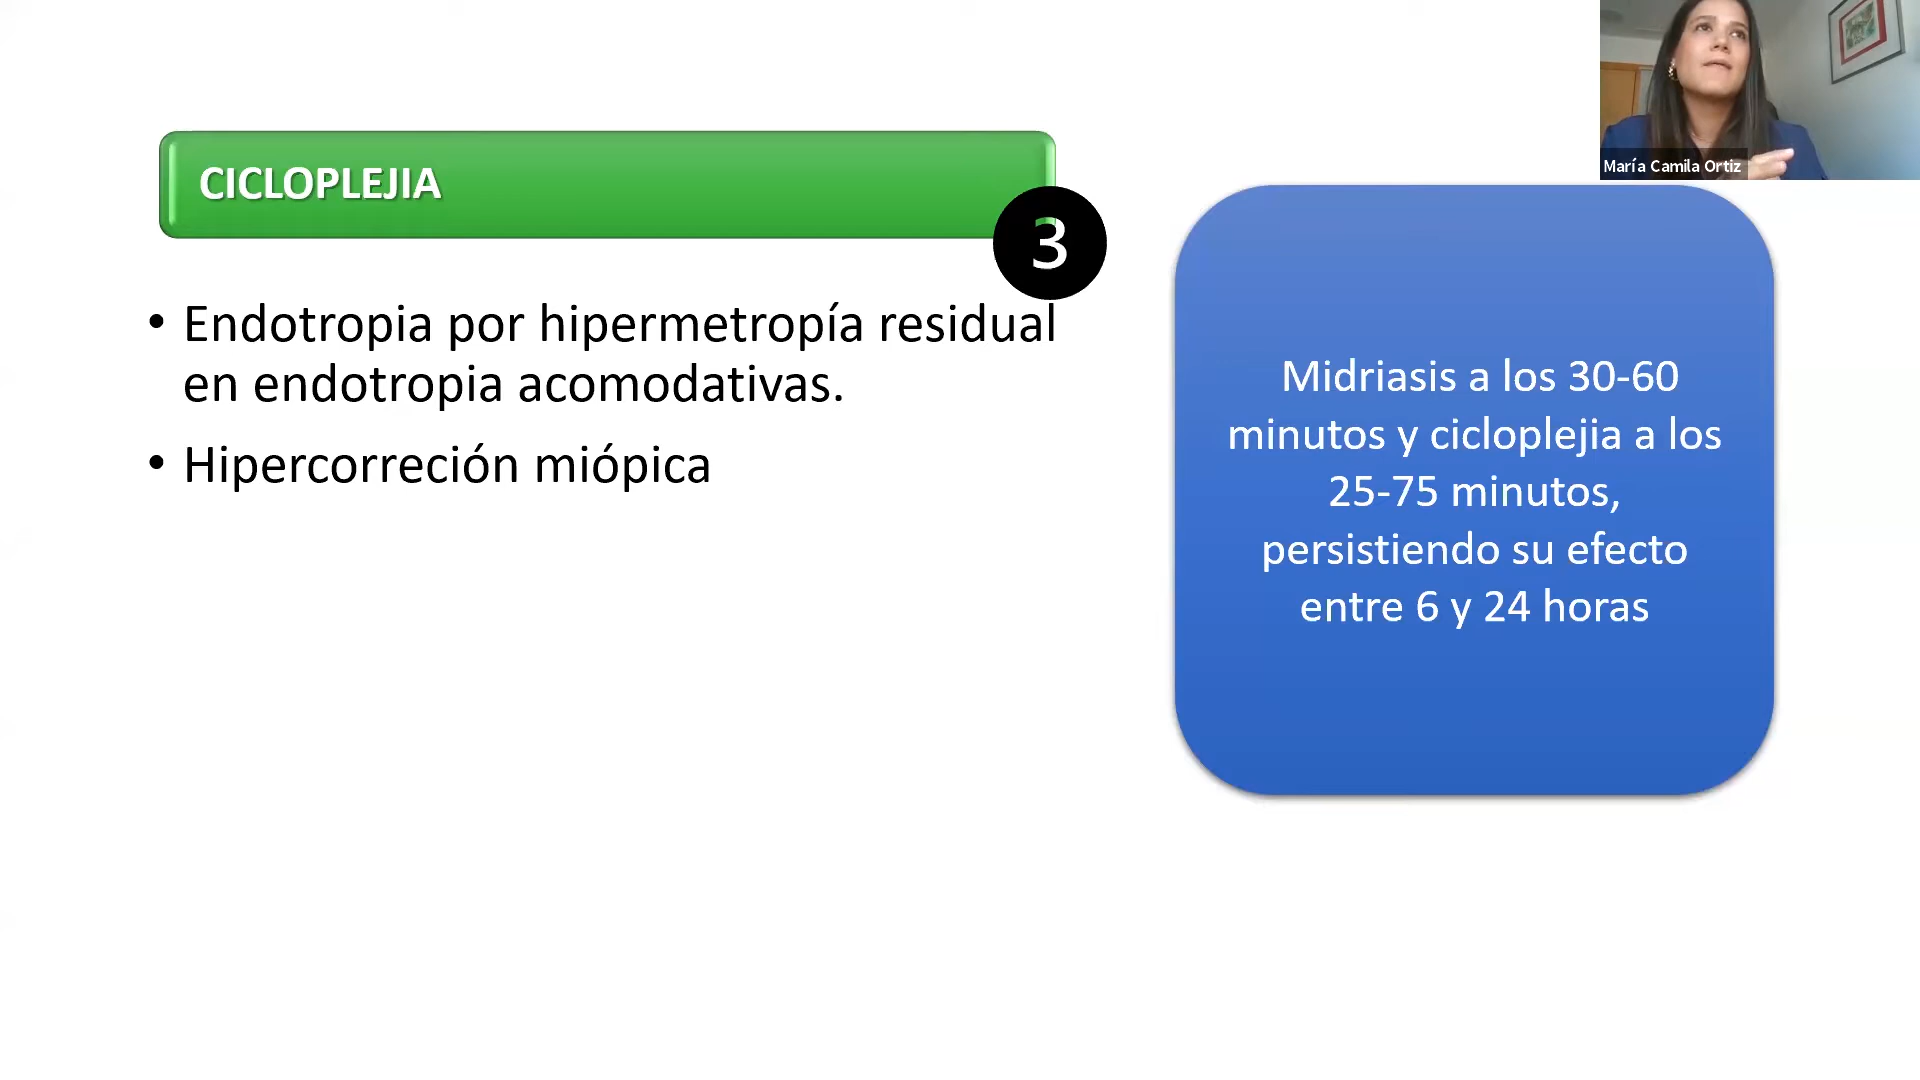 María Camila Ortiz
CICLOPLEJIA
3
• Endotropia por hipermetropía residual
en endotropia acomodativas.
• Hipercorreción miópica
Midriasis a los 30-60
minutos y cicloplejia a los
25-75 minutos,
persistiendo su efecto
entre 6 y 24 horas